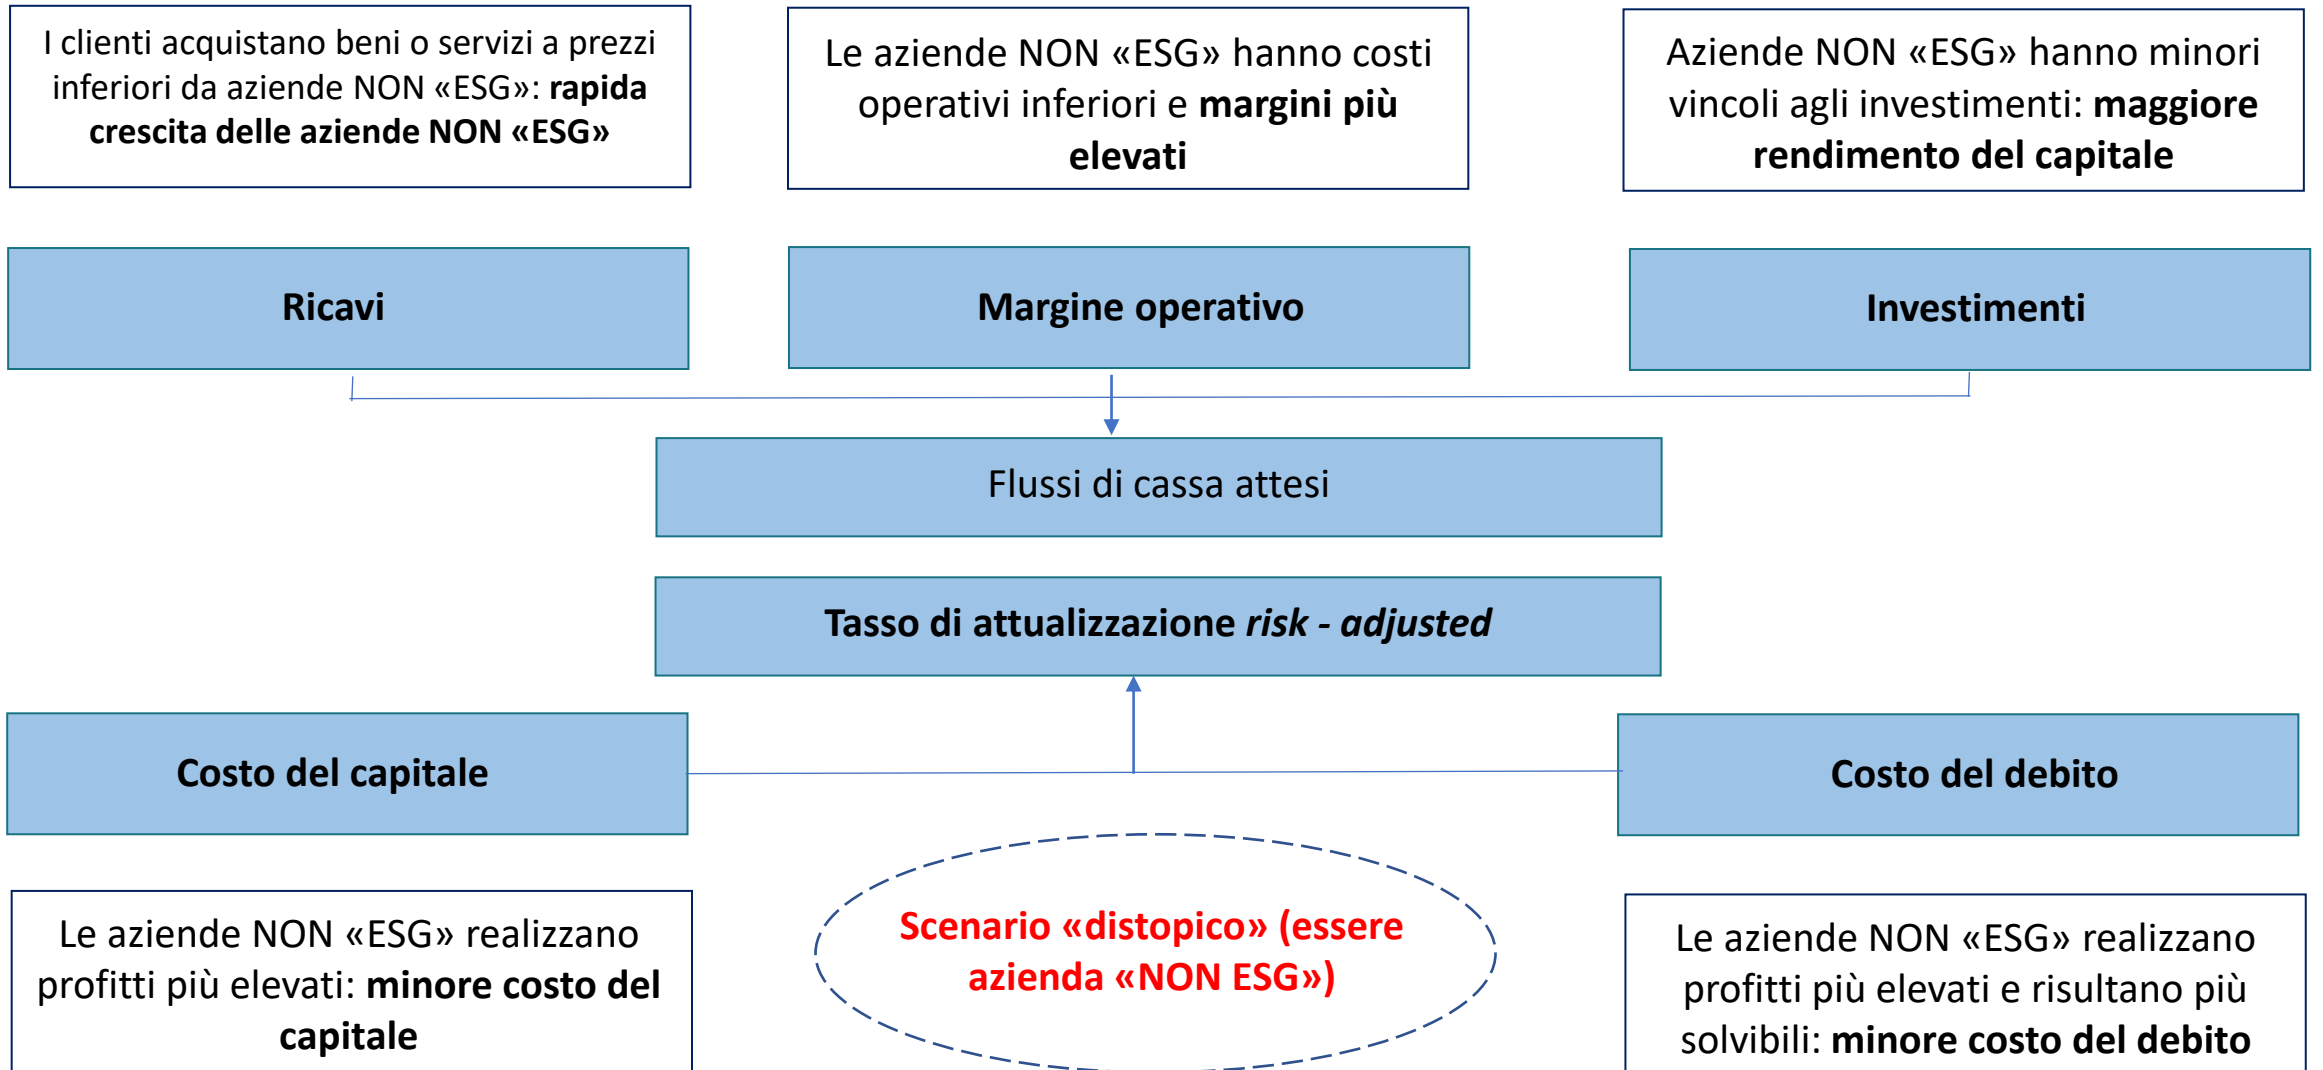 I clienti acquistano beni o servizi a prezzi
inferiori da aziende NON «ESG»: rapida
crescita delle aziende NON «ESG»
Le aziende NON «ESG» hanno costi
operativi inferiori e margini più
elevati
Aziende NON «ESG» hanno minori
vincoli agli investimenti: maggiore
rendimento del capitale
Ricavi
Margine operativo
Investimenti
Flussi di cassa attesi
Tasso di attualizzazione risk - adjusted
Costo del capitale
Costo del debito
Le aziende NON «ESG» realizzano
profitti più elevati: minore costo del
capitale
Scenario «distopico» (essere
azienda «NON ESG»)
Le aziende NON «ESG» realizzano
profitti più elevati e risultano più
solvibili: minore costo del debito